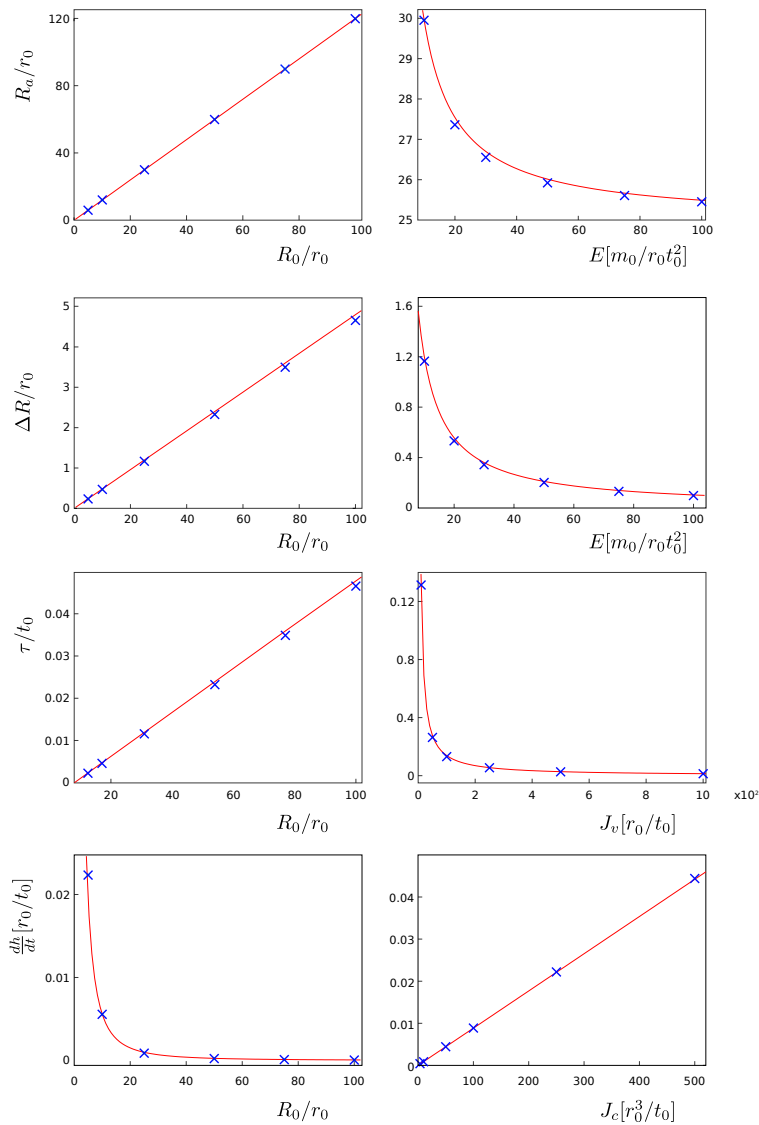 120
80
40
0
R_a/r_0
0 20 40 60 80 100
R_0/r_0
30
29
28
27
26
25
20 40 60 80 100
E[m_0/r_0t_0^2]
5
4
3
2
1
0
ΔR/r_0
0 20 40 60 80 100
R_0/r_0
1.6
1.2
0.8
0.4
0
20 40 60 80 100
E[m_0/r_0t_0^2]
0.04
0.03
0.02
0.01
0
τ/t_0
20 40 60 80 100
R_0/r_0
0.12
0.8
0.4
0
0 2 4 6 8 10 x10²
J_v[r_0/t_0]
0.02
0.01
0
dh/dt[r_0/t_0]
0 20 40 60 80 100
R_0/r_0
0.04
0.03
0.02
0.01
0
0 100 200 300 400 500
J_c[r_0^3/t_0]